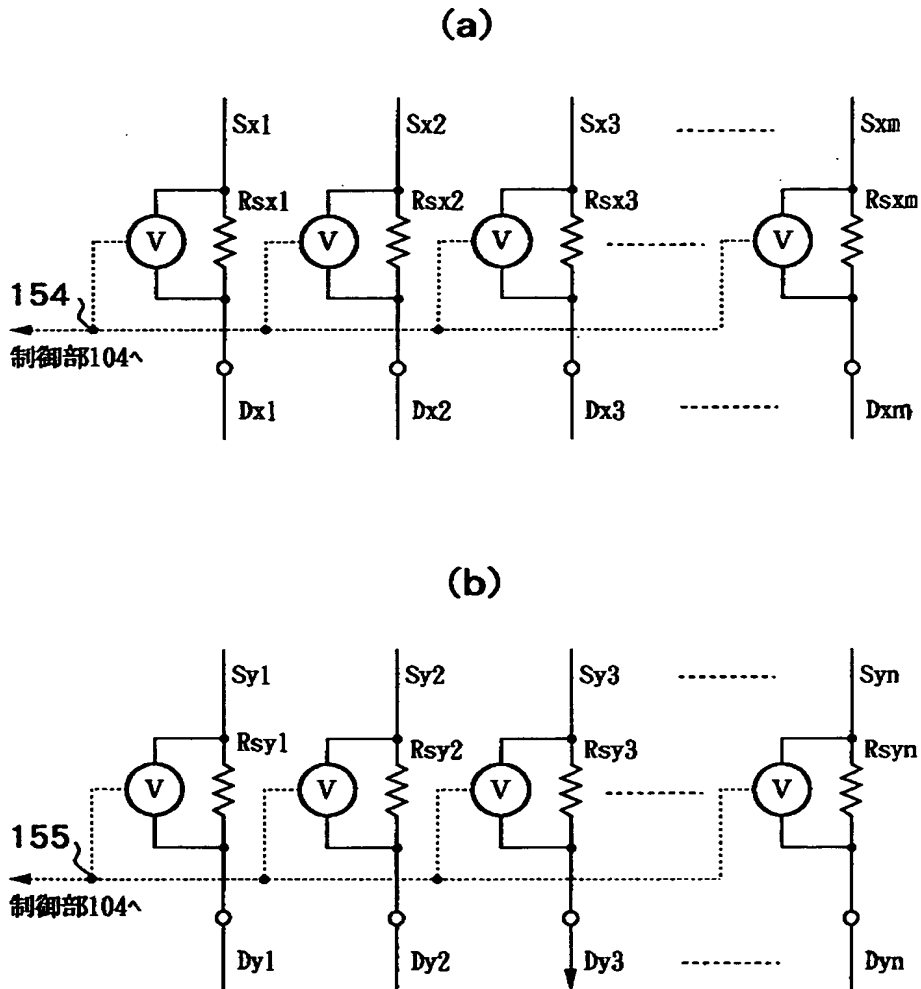 (a)
Sx1 Sx2 Sx3 Sxm
Rsx1 Rsx2 Rsx3 Rsxm
V V V V
154
制御部104へ
Dx1 Dx2 Dx3 Dxm
(b)
Sy1 Sy2 Sy3 Syn
Rsy1 Rsy2 Rsy3 Rsyn
V V V V
155
制御部104へ
Dy1 Dy2 Dy3 Dyn